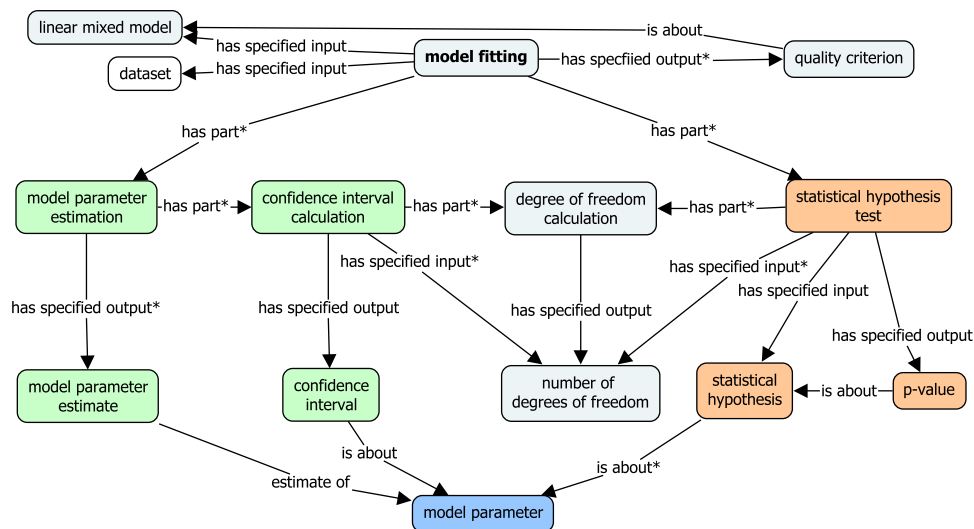 linear mixed model
is about
has specified input
model fitting
has specfiied output*
quality criterion
dataset
has specified input
has part*
has part*
model parameter
estimation
has part*
confidence interval
calculation
has part*
degree of freedom
calculation
has part*
statistical hypothesis
test
has specified input*
has specified input*
has specified input
has specified output*
has specified output
has specified output
has specified output
model parameter
estimate
confidence
interval
number of
degrees of freedom
statistical
hypothesis
is about
p-value
is about
is about*
estimate of
model parameter